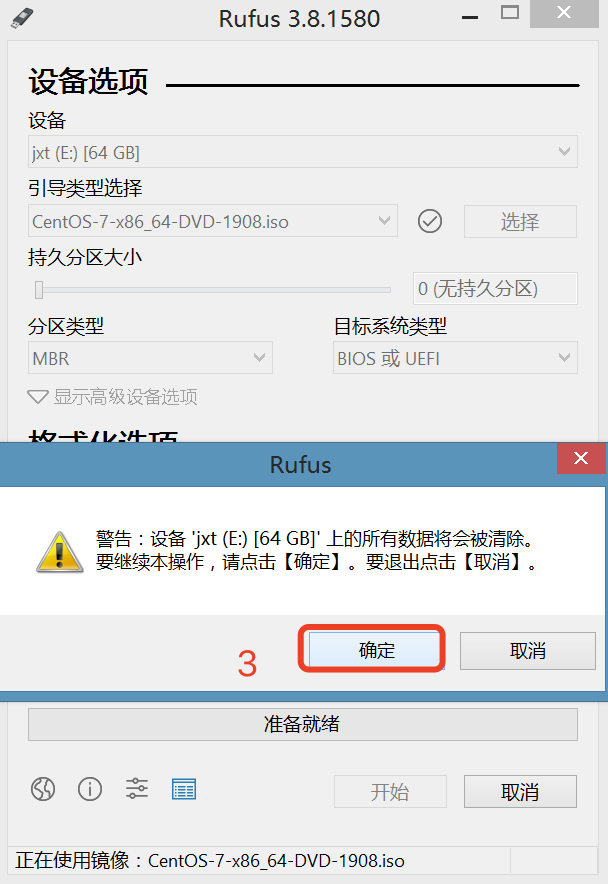 Rufus 3.8.1580
设备选项
设备
jxt (E:) [64 GB]
引导类型选择
CentOS-7-x86_64-DVD-1908.iso
选择
持久分区大小
0 (无持久分区)
分区类型
目标系统类型
MBR
BIOS 或 UEFI
显示高级设备选项
格式化选项
Rufus
警告：设备 'jxt (E:) [64 GB]' 上的所有数据将会被清除。
要继续本操作，请点击【确定】。要退出点击【取消】。
3
确定
取消
准备就绪
开始
取消
正在使用镜像：CentOS-7-x86_64-DVD-1908.iso